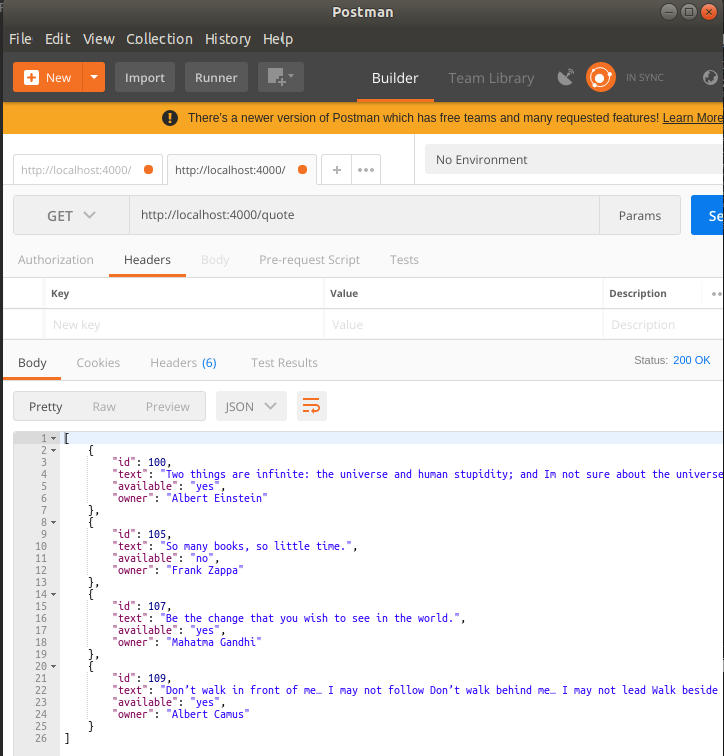 Postman
File Edit View Collection History Help
New Import Runner Builder Team Library IN SYNC
There's a newer version of Postman which has free teams and many requested features! Learn More
http://localhost:4000/ http://localhost:4000/ + ••• No Environment
GET http://localhost:4000/quote Params Se
Authorization Headers Body Pre-request Script Tests
Key Value Description ••
New key Value Description
Body Cookies Headers (6) Test Results Status: 200 OK
Pretty Raw Preview JSON
1 [
2 {
3 "id": 100,
4 "text": "Two things are infinite: the universe and human stupidity; and Im not sure about the universe
5 "available": "yes",
6 "owner": "Albert Einstein"
7 },
8 {
9 "id": 105,
10 "text": "So many books, so little time.",
11 "available": "no",
12 "owner": "Frank Zappa"
13 },
14 {
15 "id": 107,
16 "text": "Be the change that you wish to see in the world.",
17 "available": "yes",
18 "owner": "Mahatma Gandhi"
19 },
20 {
21 "id": 109,
22 "text": "Don’t walk in front of me… I may not follow Don’t walk behind me… I may not lead Walk beside
23 "available": "yes",
24 "owner": "Albert Camus"
25 }
26 ]